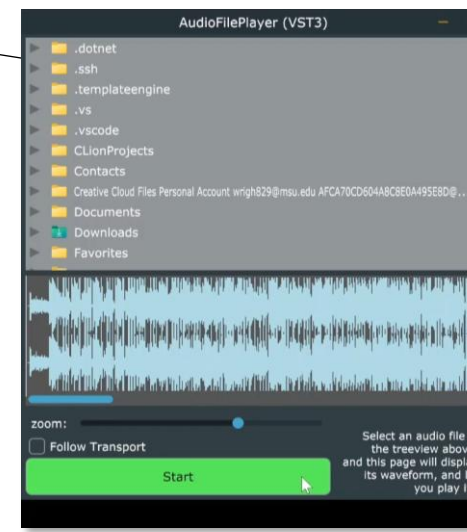 AudioFilePlayer (VST3)
.dotnet
.ssh
.templateengine
.vs
.vscode
CLionProjects
Contacts
Creative Cloud Files Personal Account wrigh829@msu.edu AFCA70CD604A8C8E0A495E8D@..
Documents
Downloads
Favorites
zoom:
Follow Transport
Start
Select an audio file
the treeview abov
and this page will displa
its waveform, and l
you play i